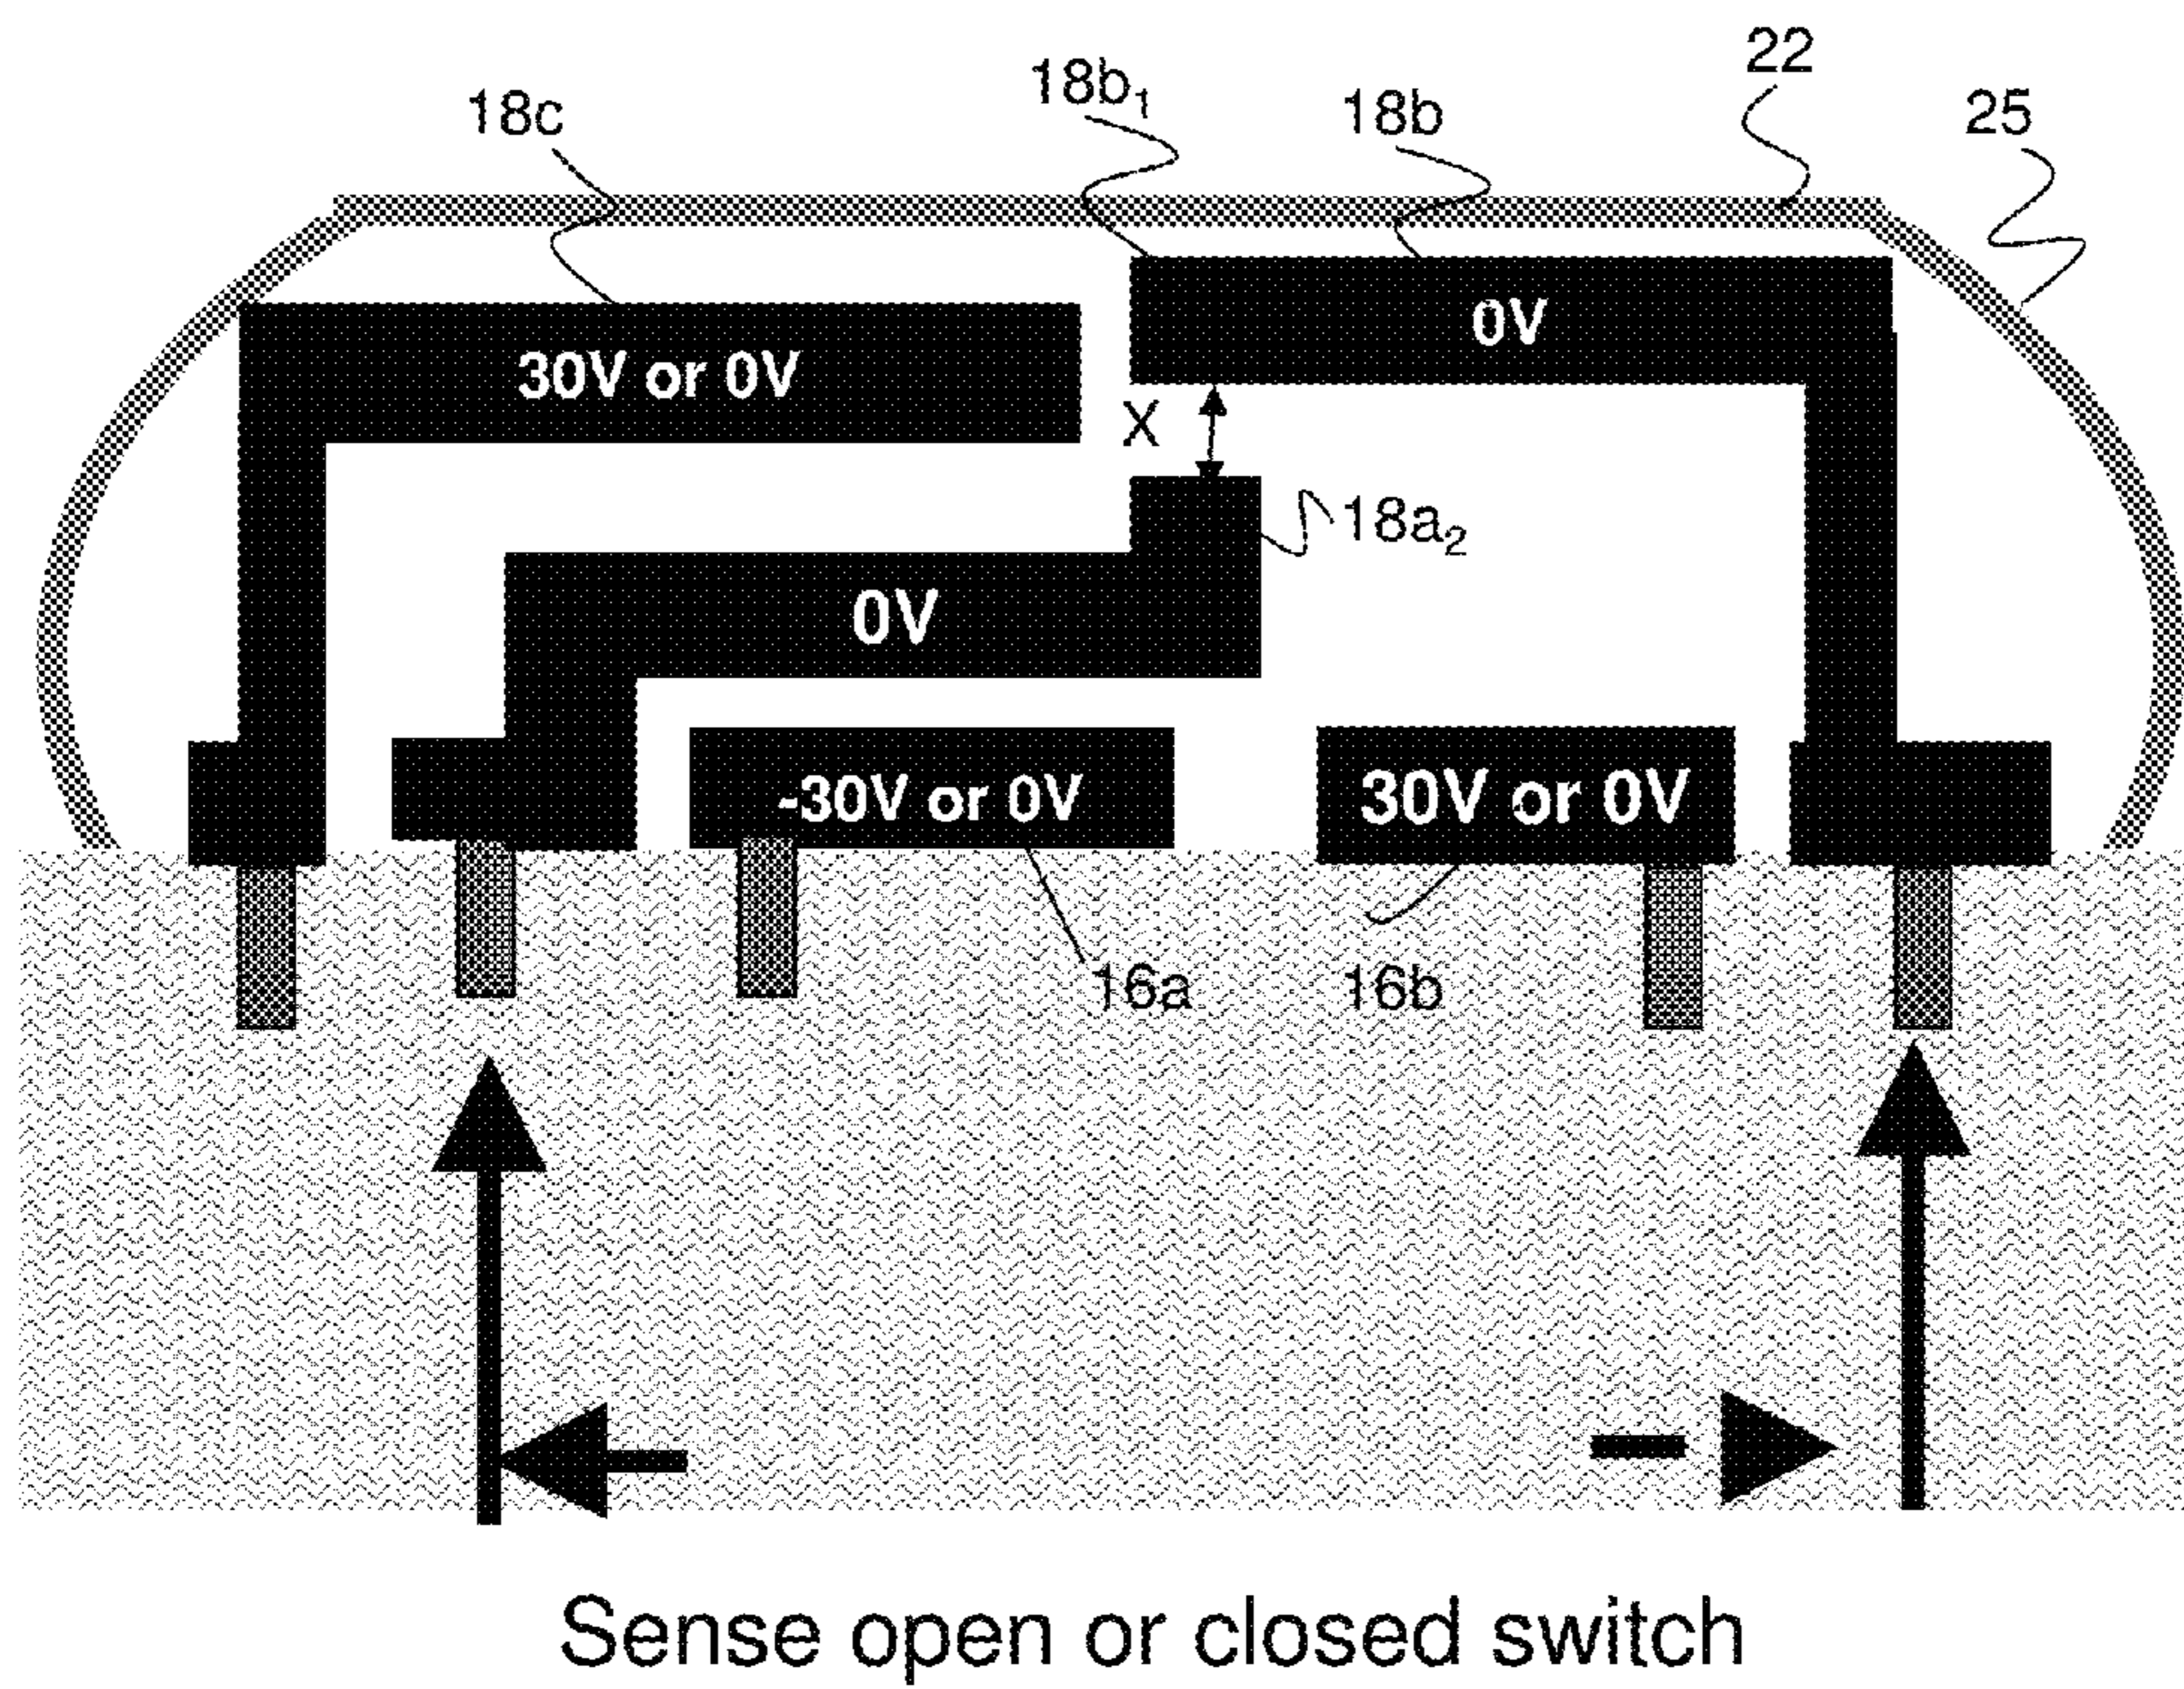 22
18b₁
18c
18b
25
0V
30V or 0V
X
18a₂
0V
-30V or 0V
30V or 0V
16a
16b
Sense open or closed switch